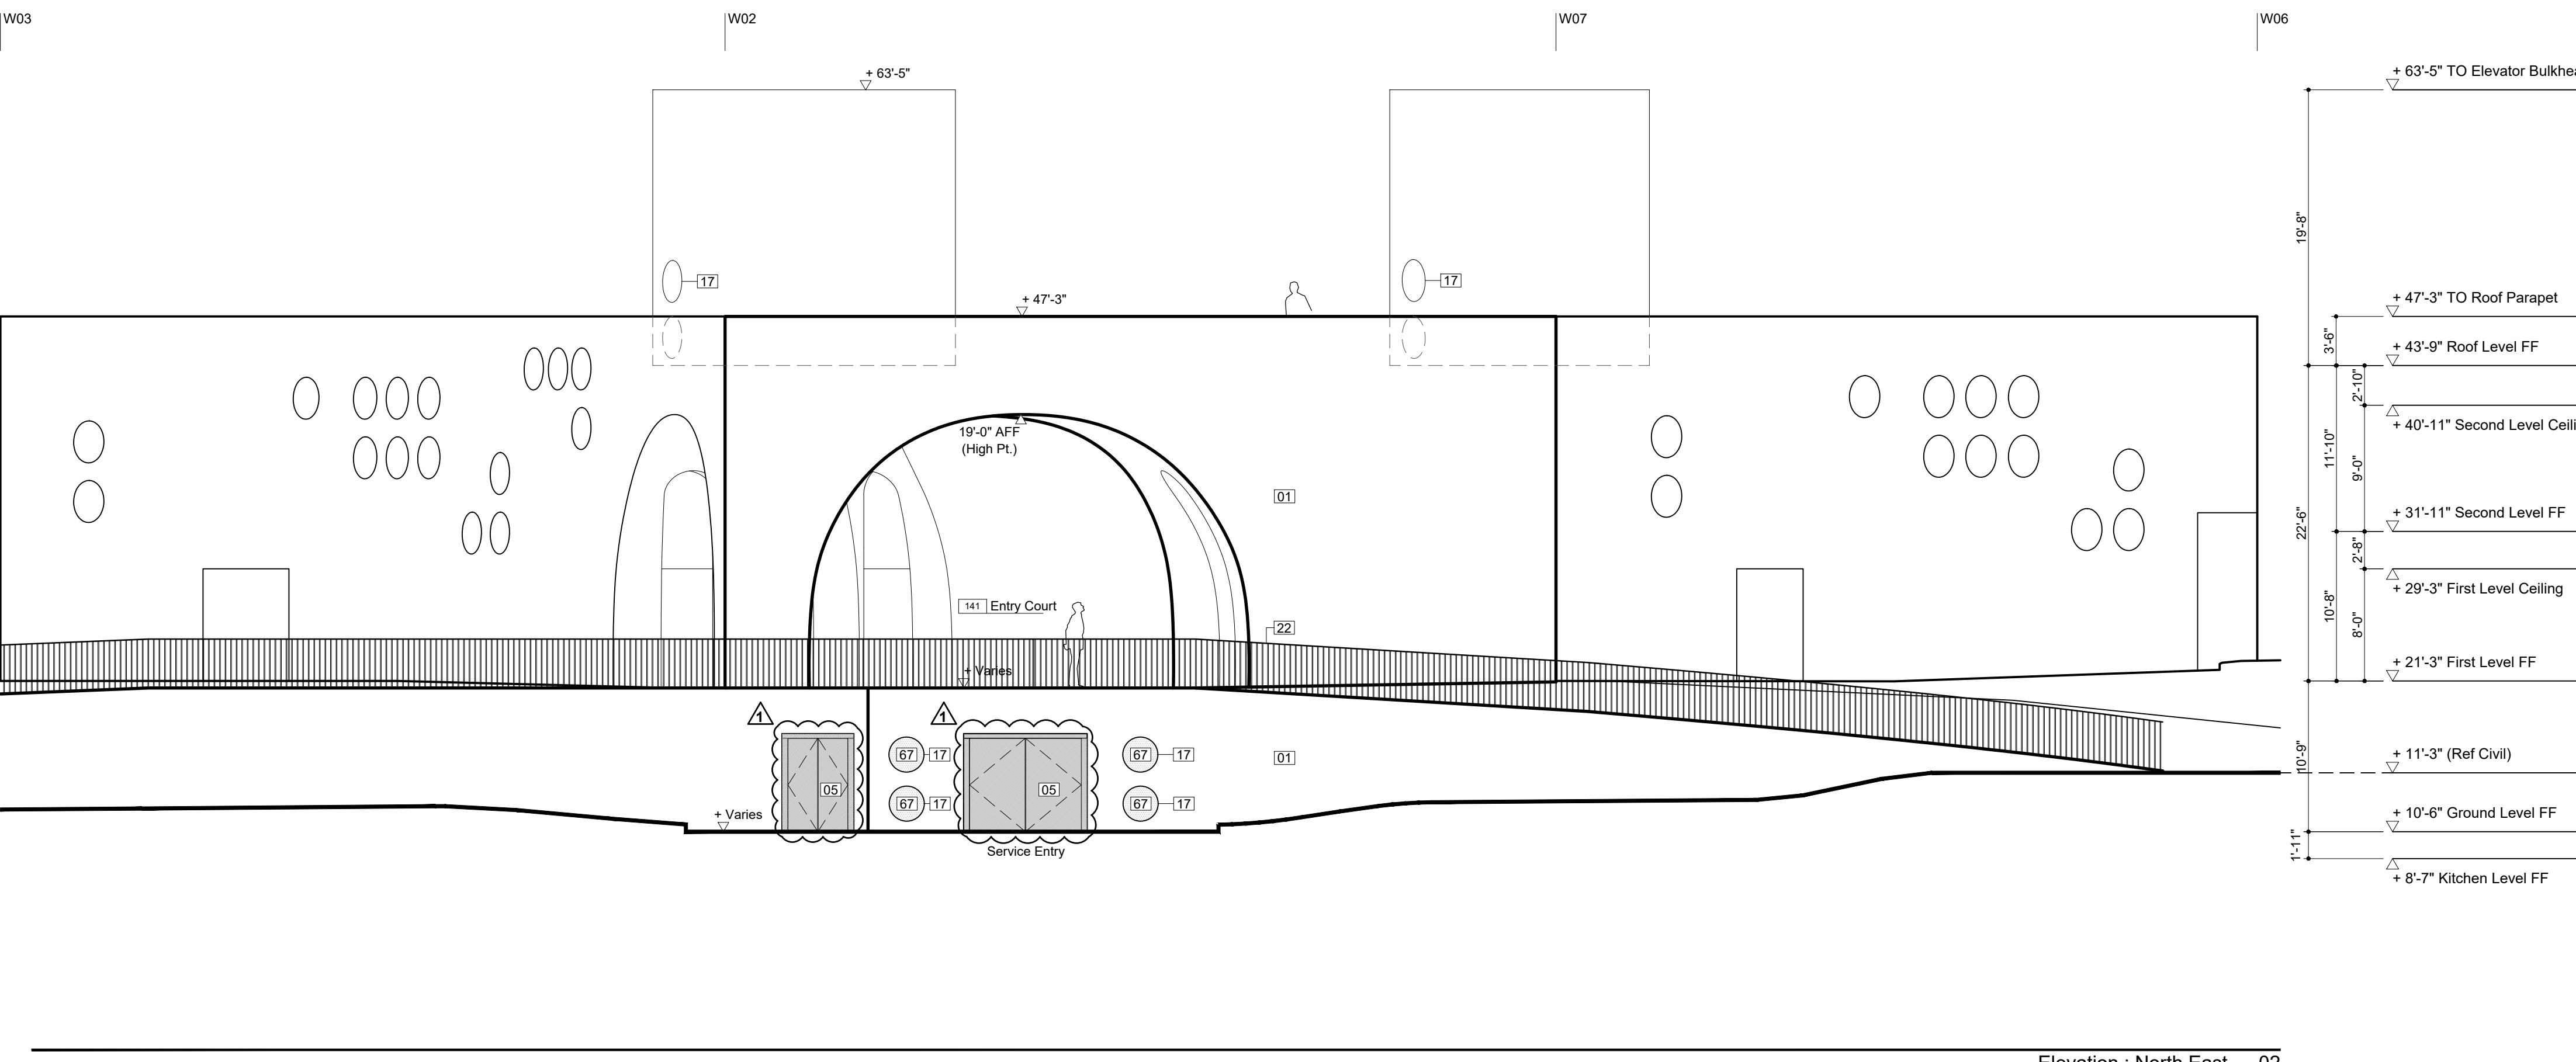 W03
W02
W07
W06
+ 63'-5"
+ 63'-5" TO Elevator Bulkhea
19'-8"
17
17
+ 47'-3"
+ 47'-3" TO Roof Parapet
3'-6"
+ 43'-9" Roof Level FF
2'-10"
+ 40'-11" Second Level Ceili
19'-0" AFF
(High Pt.)
11'-10"
9'-0"
01
22'-6"
+ 31'-11" Second Level FF
2'-8"
+ 29'-3" First Level Ceiling
141 Entry Court
10'-8"
8'-0"
22
+ Varies
+ 21'-3" First Level FF
1
1
67 17
67 17
01
10'-9"
+ 11'-3" (Ref Civil)
05
05
67 17
67 17
+ Varies
+ 10'-6" Ground Level FF
Service Entry
1'-11"
+ 8'-7" Kitchen Level FF
Elevation : North East 02